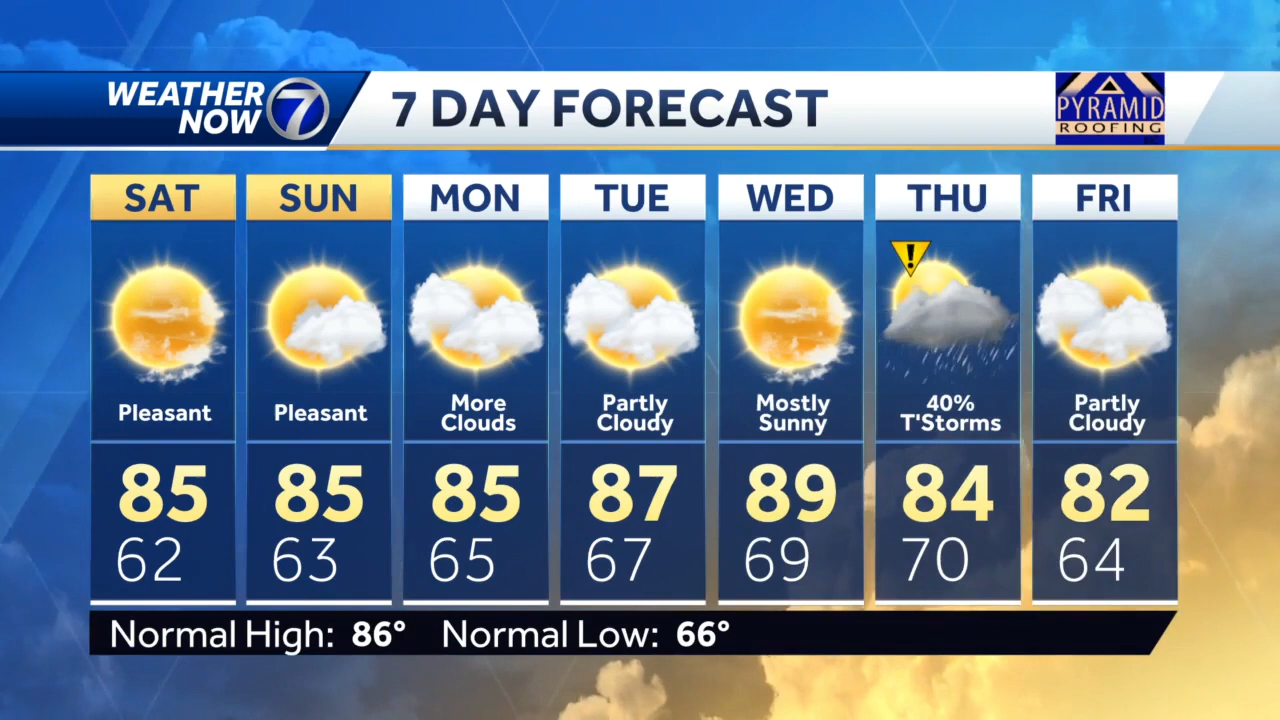 WEATHER
NOW 7
7 DAY FORECAST
PYRAMID
ROOFING
SAT
SUN
MON
TUE
WED
THU
FRI
!
Pleasant
Pleasant
More
Clouds
Partly
Cloudy
Mostly
Sunny
40%
T'Storms
Partly
Cloudy
85
85
85
87
89
84
82
62
63
65
67
69
70
64
Normal High: 86° Normal Low: 66°